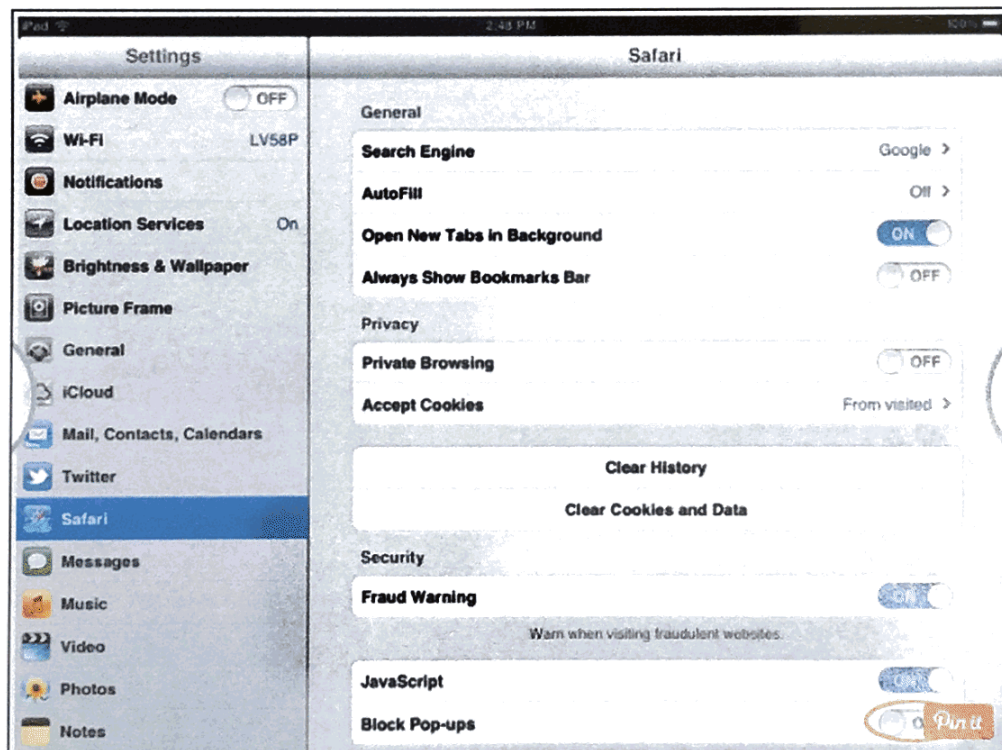 iPad 2:48 PM 100%
Settings
Airplane Mode OFF
Wi-Fi LV58P
Notifications
Location Services On
Brightness & Wallpaper
Picture Frame
General
iCloud
Mail, Contacts, Calendars
Twitter
Safari
Messages
Music
Video
Photos
Notes
Safari
General
Search Engine Google >
AutoFill Off >
Open New Tabs in Background ON
Always Show Bookmarks Bar OFF
Privacy
Private Browsing OFF
Accept Cookies From visited >
Clear History
Clear Cookies and Data
Security
Fraud Warning ON
Warn when visiting fraudulent websites.
JavaScript ON
Block Pop-ups
Pin it